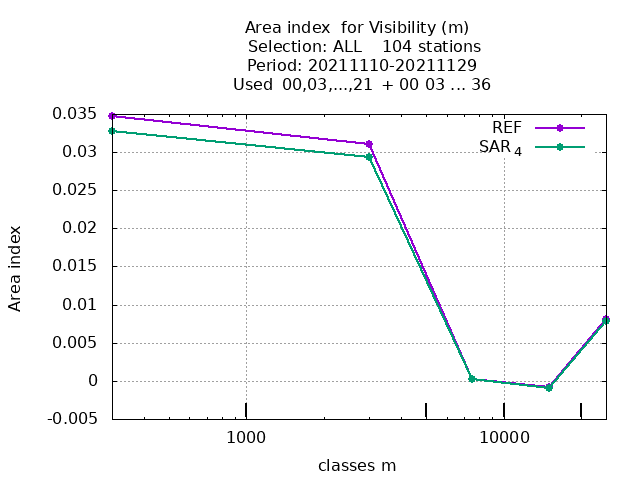 Area index  for Visibility (m)
Selection: ALL    104 stations
Period: 20211110-20211129
Used  00,03,...,21  + 00 03 ... 36
REF
SAR 4
0.035
0.03
0.025
0.02
0.015
0.01
0.005
0
-0.005
Area index
1000
10000
classes m